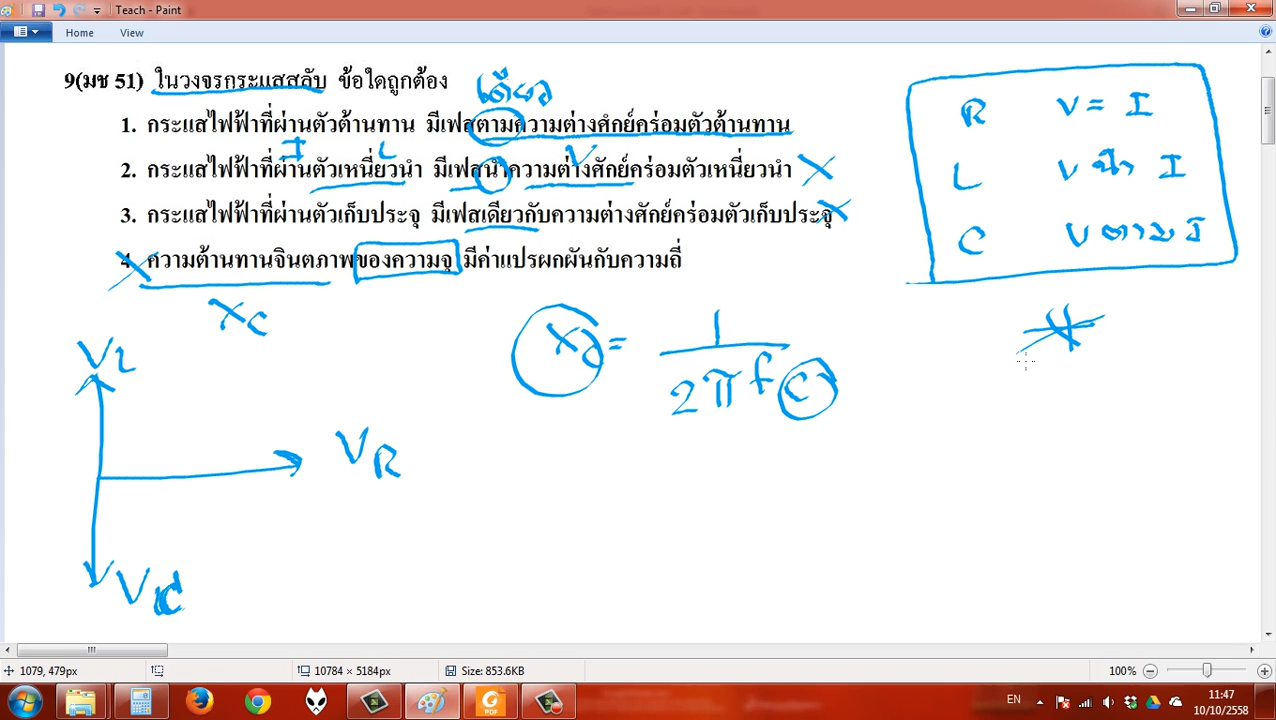 Teach - Paint
Home View
9(มช 51) ในวงจรกระแสสลับ ข้อใดถูกต้อง
เดียว
1. กระแสไฟฟ้าที่ผ่านตัวต้านทาน มีเฟสตามความต่างศักย์คร่อมตัวต้านทาน
I L V
2. กระแสไฟฟ้าที่ผ่านตัวเหนี่ยวนำ มีเฟสนำความต่างศักย์คร่อมตัวเหนี่ยวนำ
3. กระแสไฟฟ้าที่ผ่านตัวเก็บประจุ มีเฟสเดียวกับความต่างศักย์คร่อมตัวเก็บประจุ
4. ความต้านทานจินตภาพของความจุ มีค่าแปรผกผันกับความถี่
R V = I
L V นำ I
C V ตาม I
XC
XC = 1
2πfC
VL
VR
VC
1079, 479px
10784 × 5184px
Size: 853.6KB
100%
PDF
EN
11:47
10/10/2558